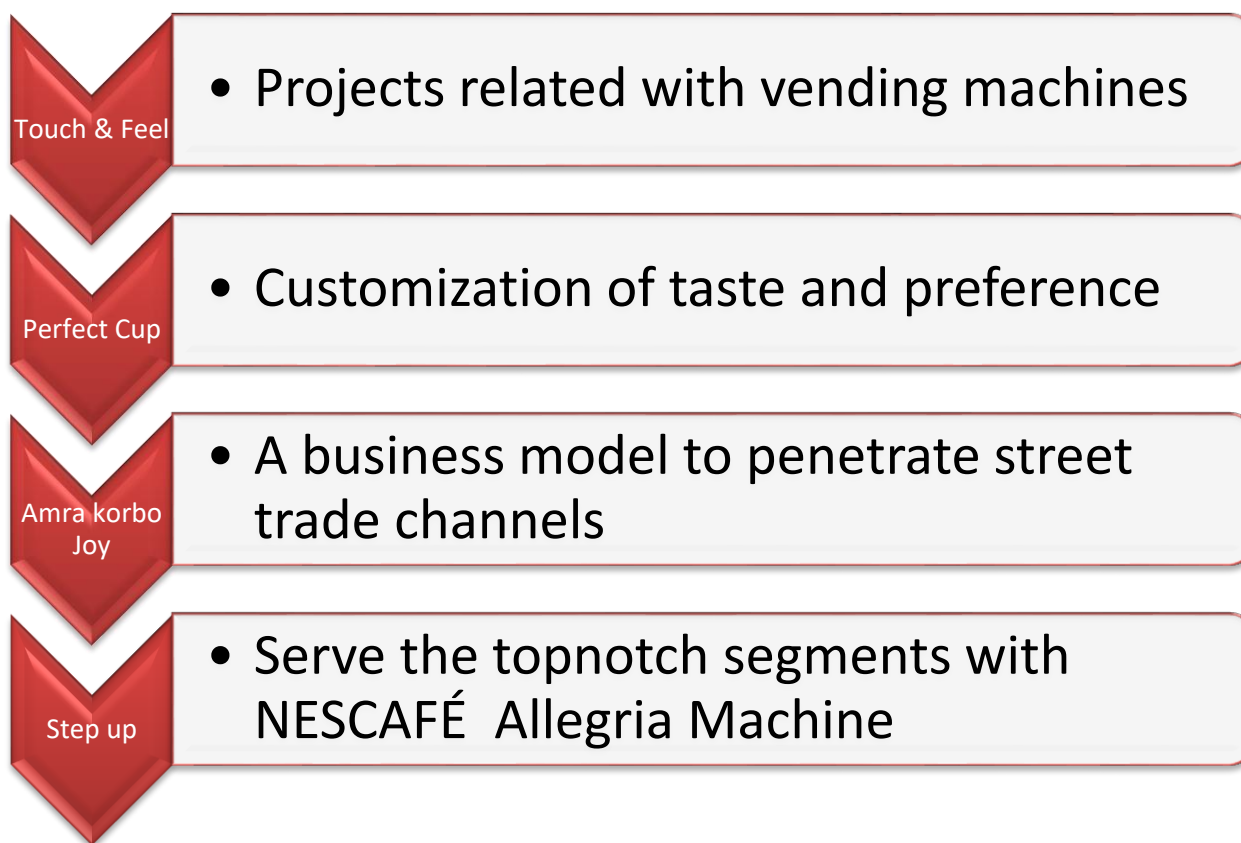 Touch & Feel
• Projects related with vending machines
Perfect Cup
• Customization of taste and preference
Amra korbo
Joy
• A business model to penetrate street
trade channels
Step up
• Serve the topnotch segments with
NESCAFÉ  Allegria Machine